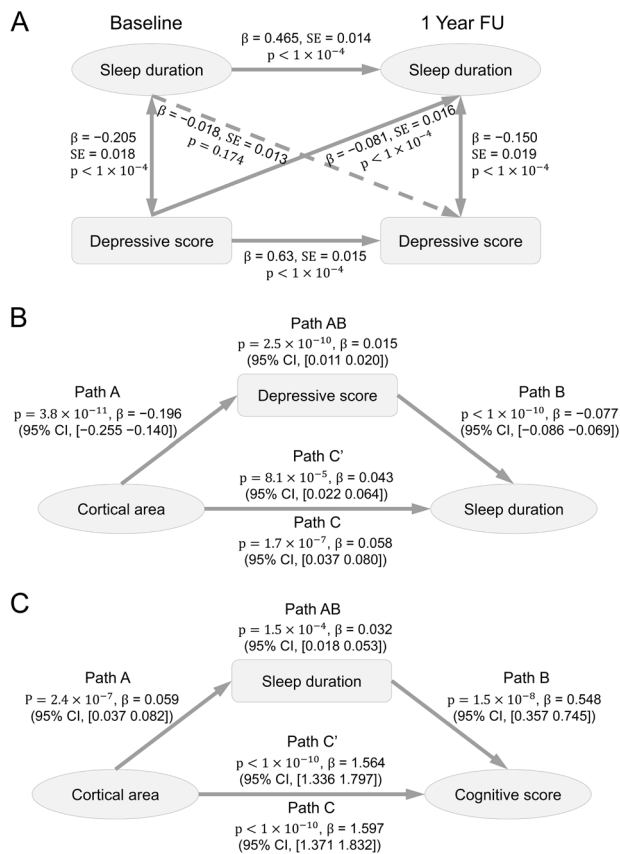 A
Baseline
1 Year FU
β = 0.465, SE = 0.014
p < 1 × 10⁻⁴
Sleep duration
Sleep duration
β = −0.205
SE = 0.018
p < 1 × 10⁻⁴
β = −0.018, SE = 0.013
p = 0.174
β = −0.081, SE = 0.016
p < 1 × 10⁻⁴
β = −0.150
SE = 0.019
p < 1 × 10⁻⁴
Depressive score
Depressive score
β = 0.63, SE = 0.015
p < 1 × 10⁻⁴
B
Path AB
p = 2.5 × 10⁻¹⁰, β = 0.015
(95% CI, [0.011 0.020])
Path A
p = 3.8 × 10⁻¹¹, β = −0.196
(95% CI, [-0.255 −0.140])
Depressive score
Path B
p < 1 × 10⁻¹⁰, β = −0.077
(95% CI, [-0.086 −0.069])
Path C’
p = 8.1 × 10⁻⁵, β = 0.043
(95% CI, [0.022 0.064])
Cortical area
Sleep duration
Path C
p = 1.7 × 10⁻⁷, β = 0.058
(95% CI, [0.037 0.080])
C
Path AB
p = 1.5 × 10⁻⁴, β = 0.032
(95% CI, [0.018 0.053])
Path A
P = 2.4 × 10⁻⁷, β = 0.059
(95% CI, [0.037 0.082])
Sleep duration
Path B
p = 1.5 × 10⁻⁸, β = 0.548
(95% CI, [0.357 0.745])
Path C’
p < 1 × 10⁻¹⁰, β = 1.564
(95% CI, [1.336 1.797])
Cortical area
Cognitive score
Path C
p < 1 × 10⁻¹⁰, β = 1.597
(95% CI, [1.371 1.832])